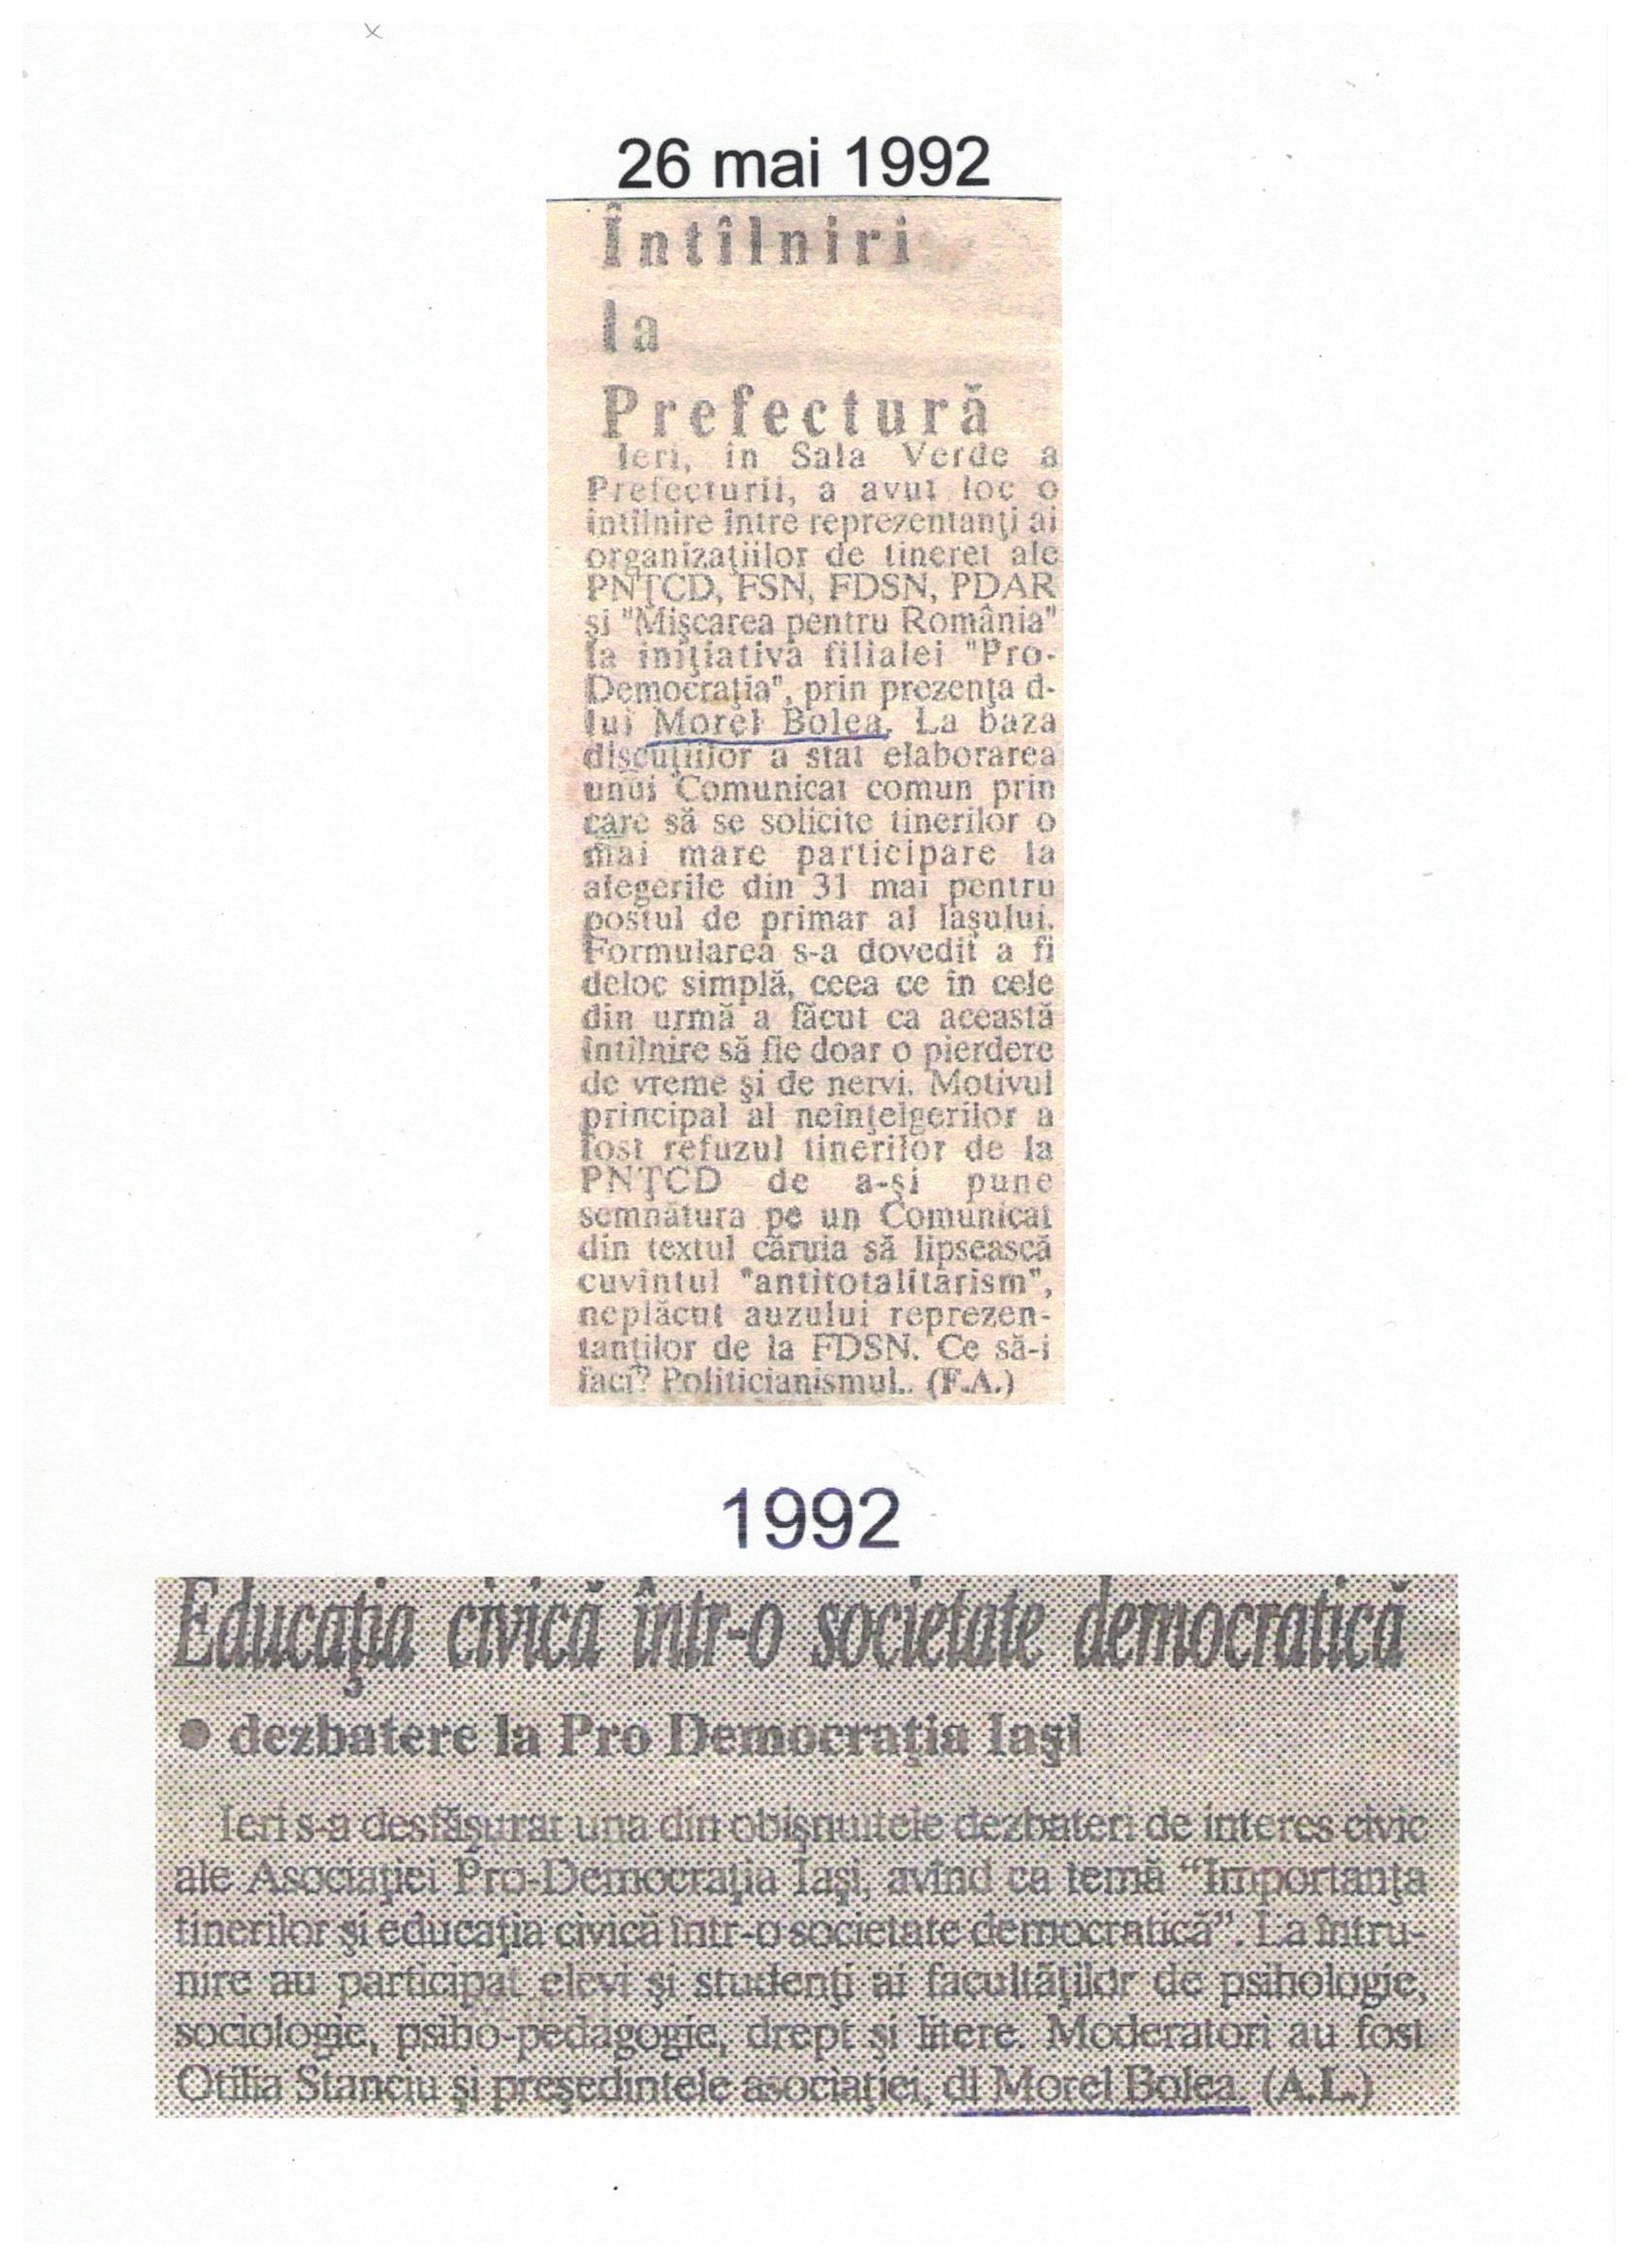 26 mai 1992
Întîlniri
la
Prefectură
Ieri, in Sala Verde a
Prefecturii, a avut loc o
intilnire între reprezentanţi ai
organizaţiilor de tineret ale
PNŢCD, FSN, FDSN, PDAR
şi "Mişcarea pentru România"
la iniţiativa filialei "Pro-
Democraţia", prin prezenţa d-
lui Morel Bolea. La baza
discuţiilor a stat elaborarea
unui Comunicat comun prin
care să se solicite tinerilor o
mai mare participare la
alegerile din 31 mai pentru
postul de primar al Iaşului.
Formularea s-a dovedit a fi
deloc simplă, ceea ce în cele
din urmă a făcut ca această
întîlnire să fie doar o pierdere
de vreme şi de nervi. Motivul
principal al neînţelgerilor a
fost refuzul tinerilor de la
PNŢCD de a-şi pune
semnătura pe un Comunicat
din textul căruia să lipsească
cuvîntul "antitotalitarism",
neplăcut auzului reprezen-
tanţilor de la FDSN. Ce să-i
faci? Politicianismul.. (F.A.)
1992
Educaţia civică într-o societate democratică
● dezbatere la Pro Democraţia Iaşi
Ieri s-a desfăşurat una din obişnuitele dezbateri de interes civic
ale Asociaţiei Pro-Democraţia Iaşi, avînd ca temă “Importanţa
tinerilor şi educaţia civică într-o societate democratică”. La întru-
nire au participat elevi şi studenţi ai facultăţilor de psihologie,
sociologie, psiho-pedagogie, drept şi litere. Moderatori au fost
Otilia Stanciu şi preşedintele asociaţiei, dl Morel Bolea. (A.L.)